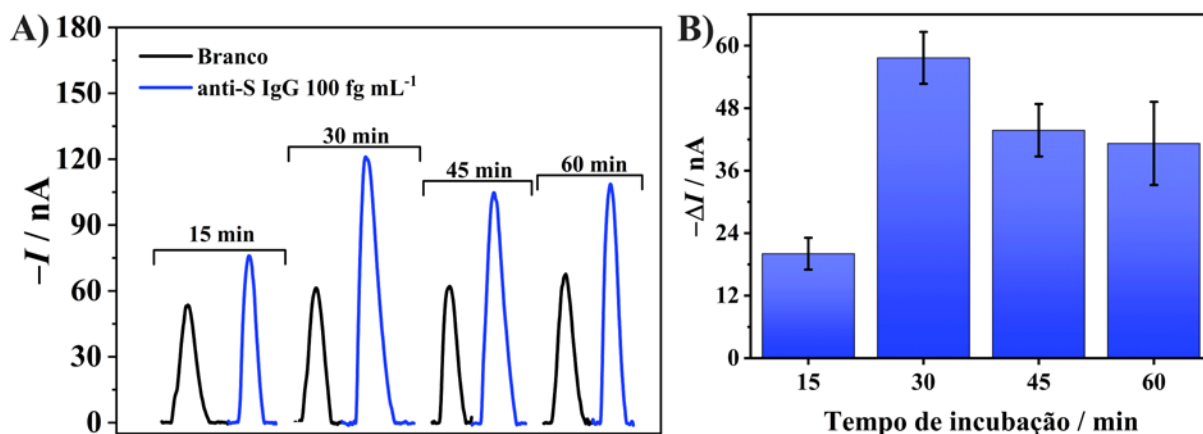 A)
180
150
120
90
60
30
0
–I / nA
Branco
anti-S IgG 100 fg mL⁻¹
15 min
30 min
45 min
60 min
B)
60
48
36
24
12
0
–ΔI / nA
15 30 45 60
Tempo de incubação / min